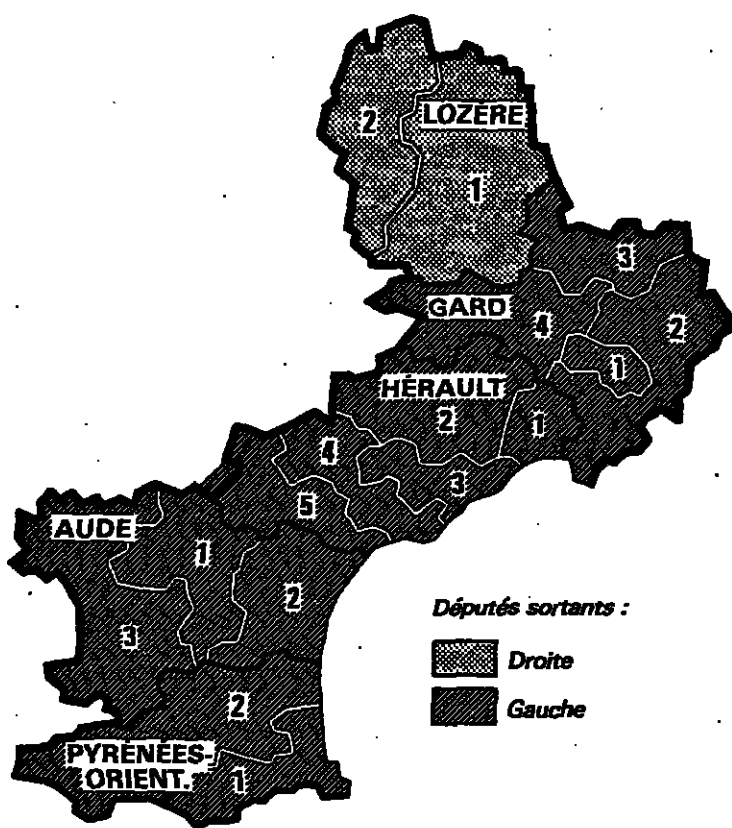 2
LOZÈRE
1
3
GARD
4
2
1
HÉRAULT
2
1
4
3
5
AUDE
1
2
3
2
PYRÉNÉES-
ORIENT.
1
Députés sortants :
Droite
Gauche